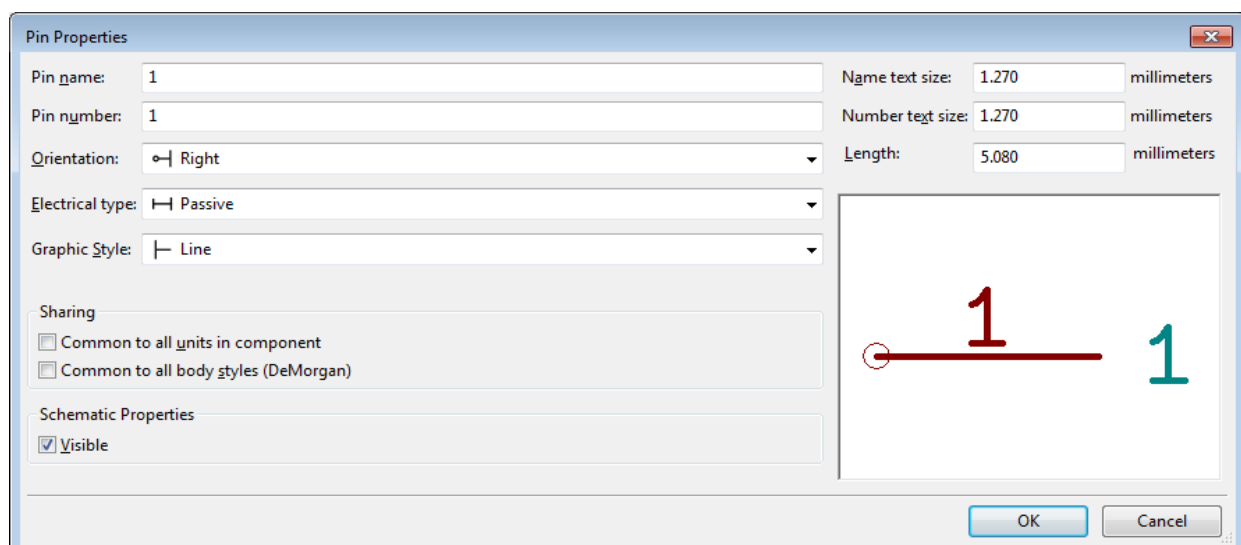 Pin Properties
Pin name: 1
Name text size: 1.270 millimeters
Pin number: 1
Number text size: 1.270 millimeters
Orientation: Right
Length: 5.080 millimeters
Electrical type: Passive
Graphic Style: Line
1
1
Sharing
Common to all units in component
Common to all body styles (DeMorgan)
Schematic Properties
Visible
OK Cancel